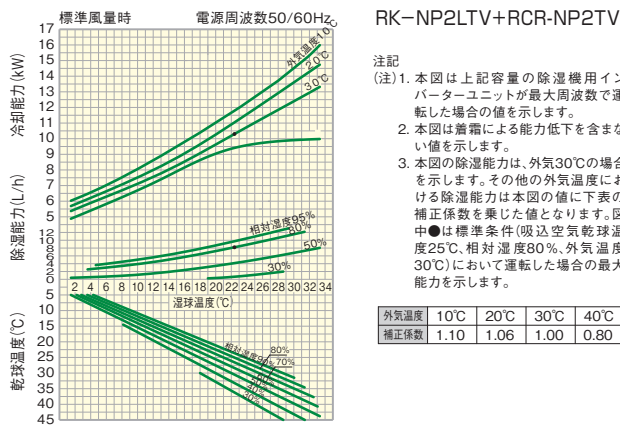 標準風量時 電源周波数50/60Hz
RK−NP2LTV+RCR-NP2TV
冷却能力(kW)
17
16
15
14
13
12
11
10
9
8
7
6
5
外気温度10℃
20℃
30℃
除湿能力(L/h)
12
10
8
6
4
2
0
相対湿度95%
80%
50%
30%
2 4 6 8 10 12 14 16 18 20 22 24 26 28 30 32 34
湿球温度(℃)
乾球温度(℃)
5
10
15
20
25
30
35
40
45
80%
70%
注記
(注)1. 本図は上記容量の除湿機用イン
バーターユニットが最大周波数で運
転した場合の値を示します。
2. 本図は着霜による能力低下を含まな
い値を示します。
3. 本図の除湿能力は、外気30℃の場合
を示します。その他の外気温度にお
ける除湿能力は本図の値に下表の
補正係数を乗じた値となります。図
中●は標準条件(吸込空気乾球温
度25℃、相対湿度80%、外気温度
30℃)において運転した場合の最大
能力を示します。
外気温度 10℃ 20℃ 30℃ 40℃
補正係数 1.10 1.06 1.00 0.80